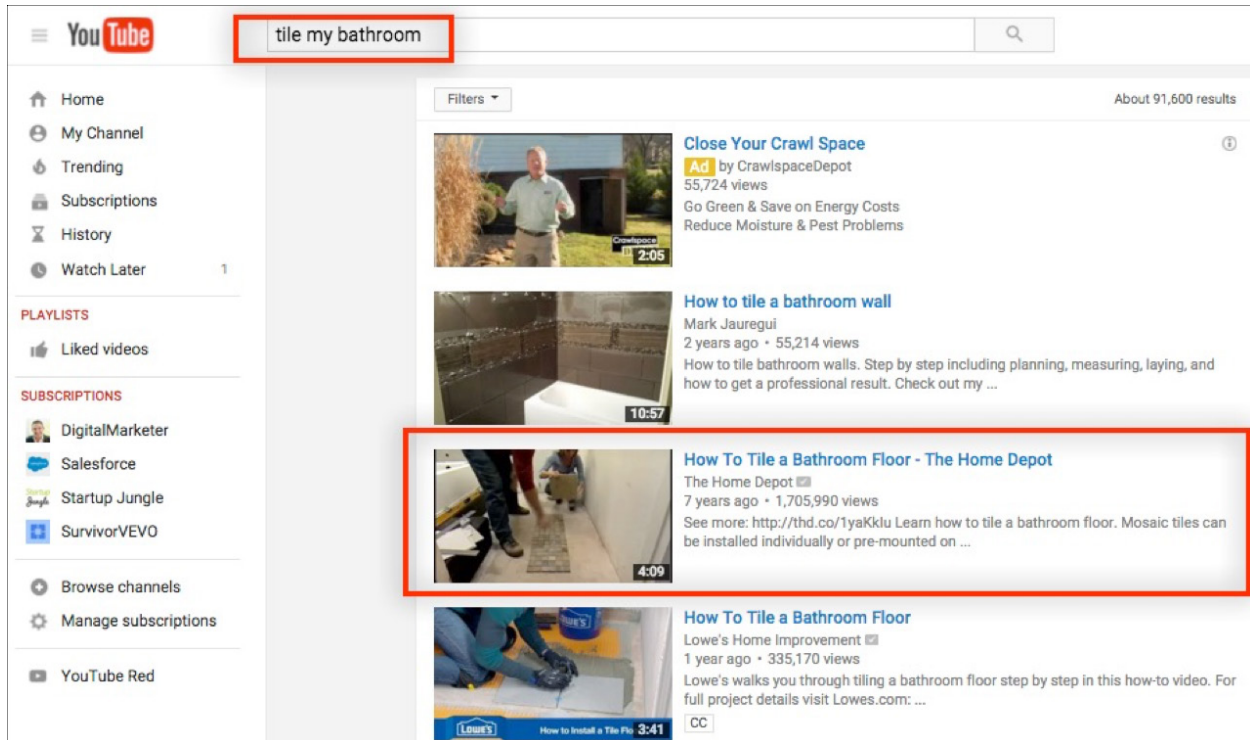 YouTube
tile my bathroom
Home
My Channel
Trending
Subscriptions
History
Watch Later 1
PLAYLISTS
Liked videos
SUBSCRIPTIONS
DigitalMarketer
Salesforce
Startup Jungle
Startup Jungle
SurvivorVEVO
Browse channels
Manage subscriptions
YouTube Red
Filters
About 91,600 results
Crawlspace
2:05
Close Your Crawl Space
Ad by CrawlspaceDepot
55,724 views
Go Green & Save on Energy Costs
Reduce Moisture & Pest Problems
10:57
How to tile a bathroom wall
Mark Jauregui
2 years ago • 55,214 views
How to tile bathroom walls. Step by step including planning, measuring, laying, and
how to get a professional result. Check out my ...
4:09
How To Tile a Bathroom Floor - The Home Depot
The Home Depot
7 years ago • 1,705,990 views
See more: http://thd.co/1yaKklu Learn how to tile a bathroom floor. Mosaic tiles can
be installed individually or pre-mounted on ...
LOWE'S
LOWE'S
How to Install a Tile Flo 3:41
How To Tile a Bathroom Floor
Lowe's Home Improvement
1 year ago • 335,170 views
Lowe's walks you through tiling a bathroom floor step by step in this how-to video. For
full project details visit Lowes.com: ...
CC